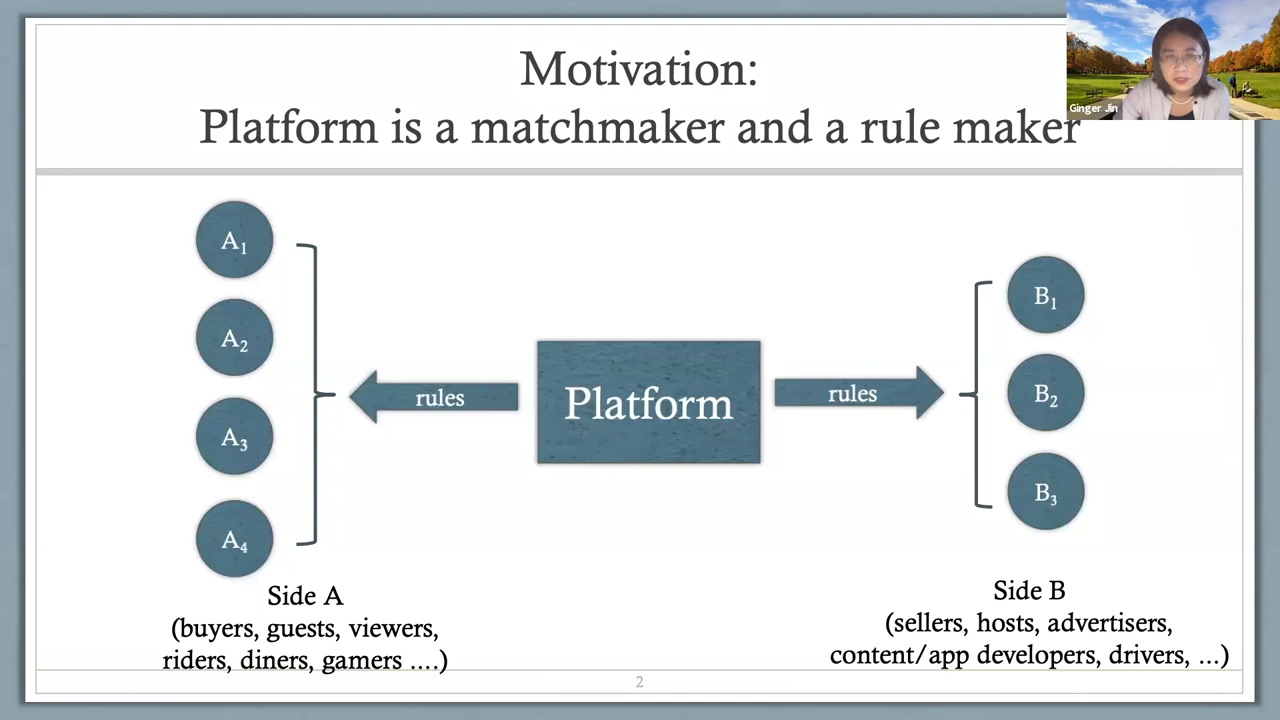 Motivation:
Platform is a matchmaker and a rule maker
Ginger Jin
A1
A2
A3
A4
rules
Platform
rules
B1
B2
B3
Side A
(buyers, guests, viewers,
riders, diners, gamers ....)
Side B
(sellers, hosts, advertisers,
content/app developers, drivers, ...)
2